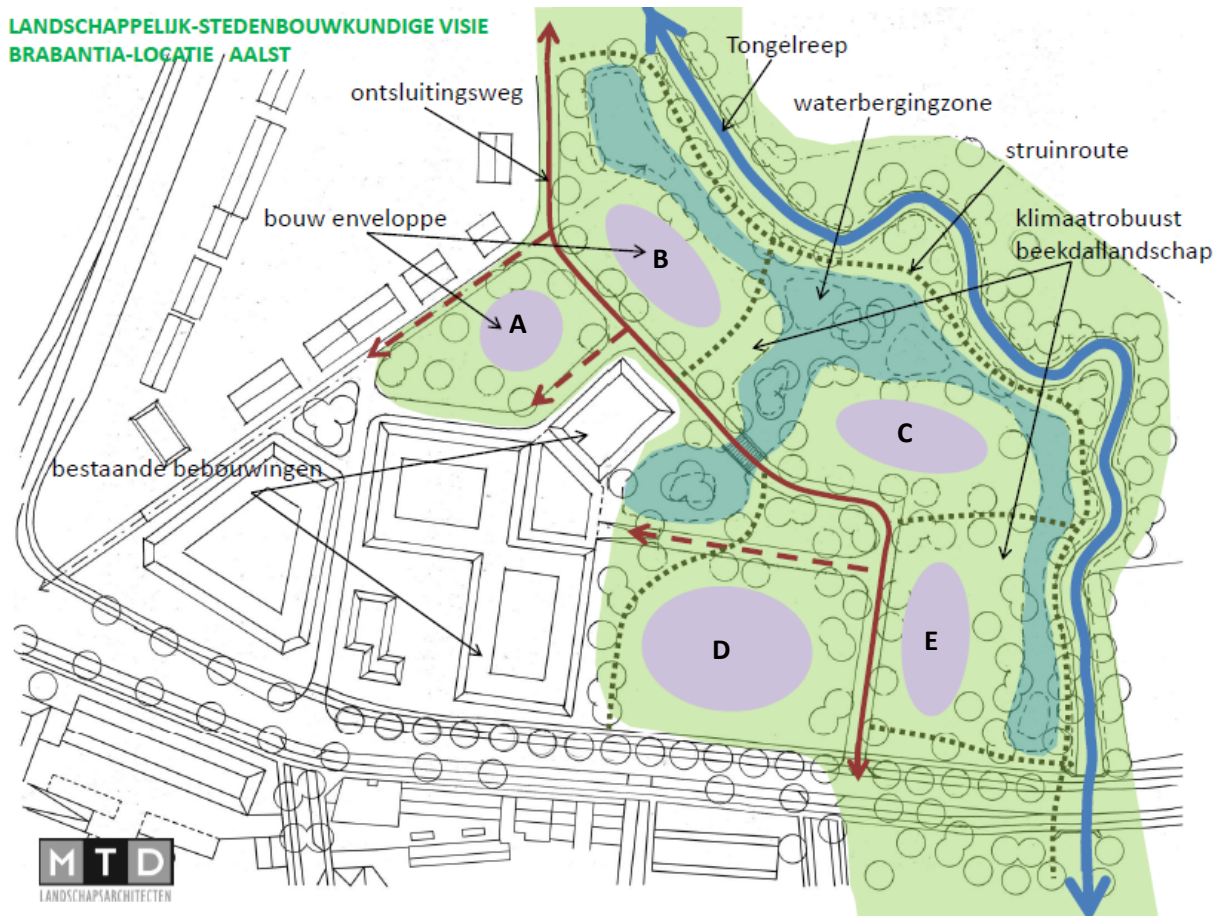 LANDSCHAPPELIJK-STEDENBOUWKUNDIGE VISIE
BRABANTIA-LOCATIE AALST
Tongelreep
ontsluitingsweg
waterbergingzone
struinroute
bouw enveloppe
klimaatrobuust
beekdallandschap
B
A
C
bestaande bebouwingen
D
E
MTD
LANDSCHAPSARCHITECTEN